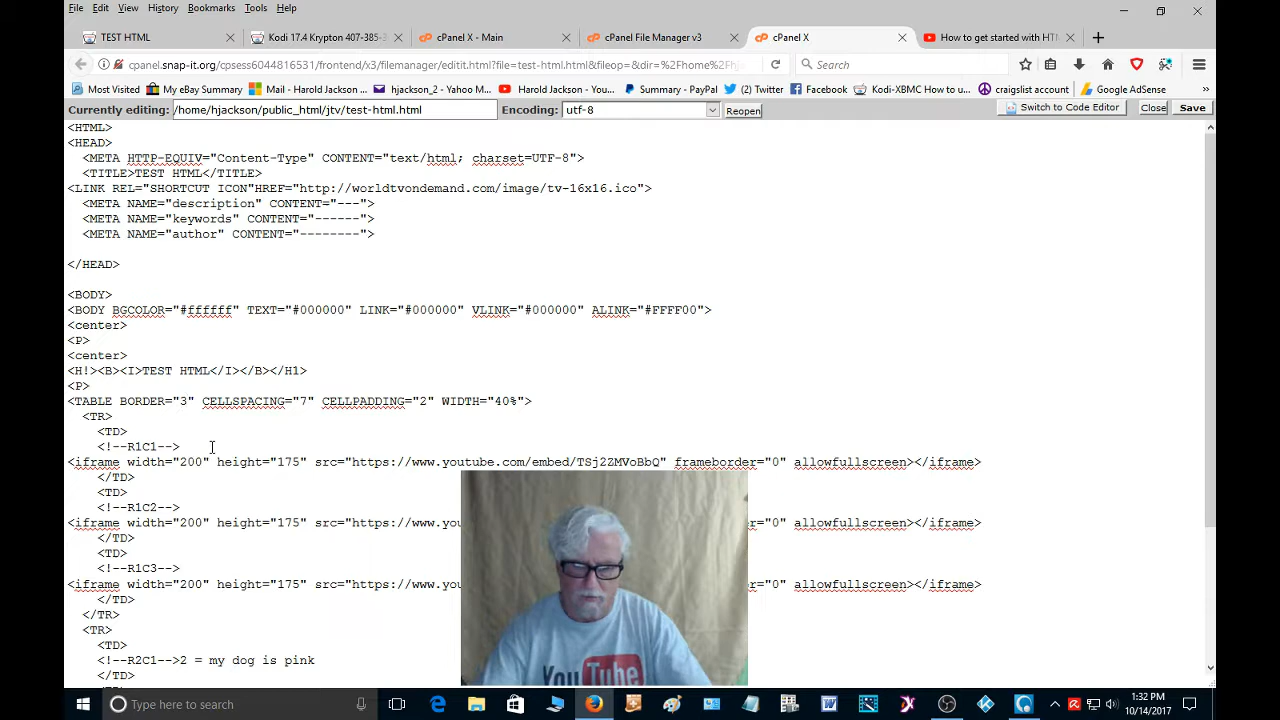 File Edit View History Bookmarks Tools Help
TEST HTML
Kodi 17.4 Krypton 407-385-3
cPanel X - Main
cPanel File Manager v3
cPanel X
How to get started with HTM
cpanel.snap-it.org/cpsess6044816531/frontend/x3/filemanager/editit.html?file=test-html.html&fileop=&dir=%2Fhome%2Fhj
Search
Most Visited My eBay Summary Mail - Harold Jackson - hjackson_2 - Yahoo M... Harold Jackson - You... Summary - PayPal Twitter Facebook Kodi-XBMC How to u... craigslist account Google AdSense »
Currently editing: /home/hjackson/public_html/jtv/test-html.html Encoding: utf-8 Reopen Switch to Code Editor Close Save
<HTML>
<HEAD>
<META HTTP-EQUIV="Content-Type" CONTENT="text/html; charset=UTF-8">
<TITLE>TEST HTML</TITLE>
<LINK REL="SHORTCUT ICON"HREF="http://worldtvondemand.com/image/tv-16x16.ico">
<META NAME="description" CONTENT="---">
<META NAME="keywords" CONTENT="------">
<META NAME="author" CONTENT="--------">
</HEAD>
<BODY>
<BODY BGCOLOR="#ffffff" TEXT="#000000" LINK="#000000" VLINK="#000000" ALINK="#FFFF00">
<center>
<P>
<center>
<H!><B><I>TEST HTML</I></B></H1>
<P>
<TABLE BORDER="3" CELLSPACING="7" CELLPADDING="2" WIDTH="40%">
<TR>
<TD>
<!--R1C1-->
<iframe width="200" height="175" src="https://www.youtube.com/embed/TSj2ZMVoBbQ" frameborder="0" allowfullscreen></iframe>
</TD>
<TD>
<!--R1C2-->
<iframe width="200" height="175" src="https://www.you er="0" allowfullscreen></iframe>
</TD>
<TD>
<!--R1C3-->
<iframe width="200" height="175" src="https://www.you er="0" allowfullscreen></iframe>
</TD>
</TR>
<TR>
<TD>
<!--R2C1-->2 = my dog is pink
</TD>
You Tube
Type here to search
1:32 PM
10/14/2017